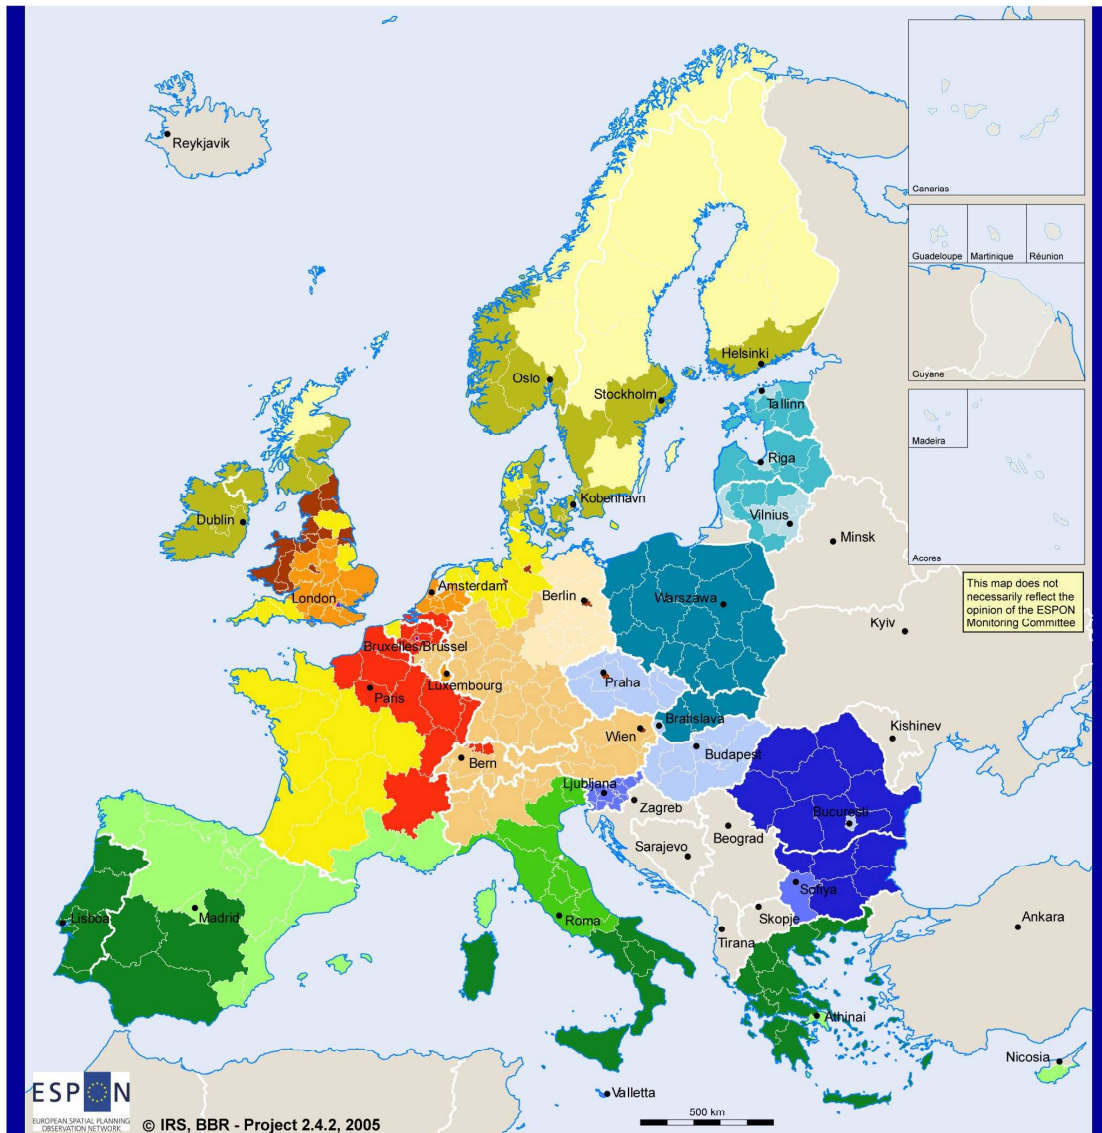 Reykjavik
Canarias
Guadeloupe
Martinique
Réunion
Guyane
Madeira
Acores
This map does not
necessarily reflect the
opinion of the ESPON
Monitoring Committee
Helsinki
Oslo
Stockholm
Tallinn
Riga
Kobenhavn
Dublin
Vilnius
Minsk
London
Amsterdam
Berlin
Warszawa
Kyiv
Bruxelles/Brussel
Luxembourg
Praha
Paris
Bratislava
Kishinev
Wien
Budapest
Bern
Ljubljana
Zagreb
Bucuresti
Beograd
Sarajevo
Sofiya
Lisboa
Madrid
Roma
Skopje
Tirana
Ankara
Athinai
Nicosia
Valletta
ESPON
EUROPEAN SPATIAL PLANNING
OBSERVATION NETWORK
© IRS, BBR - Project 2.4.2, 2005
500 km